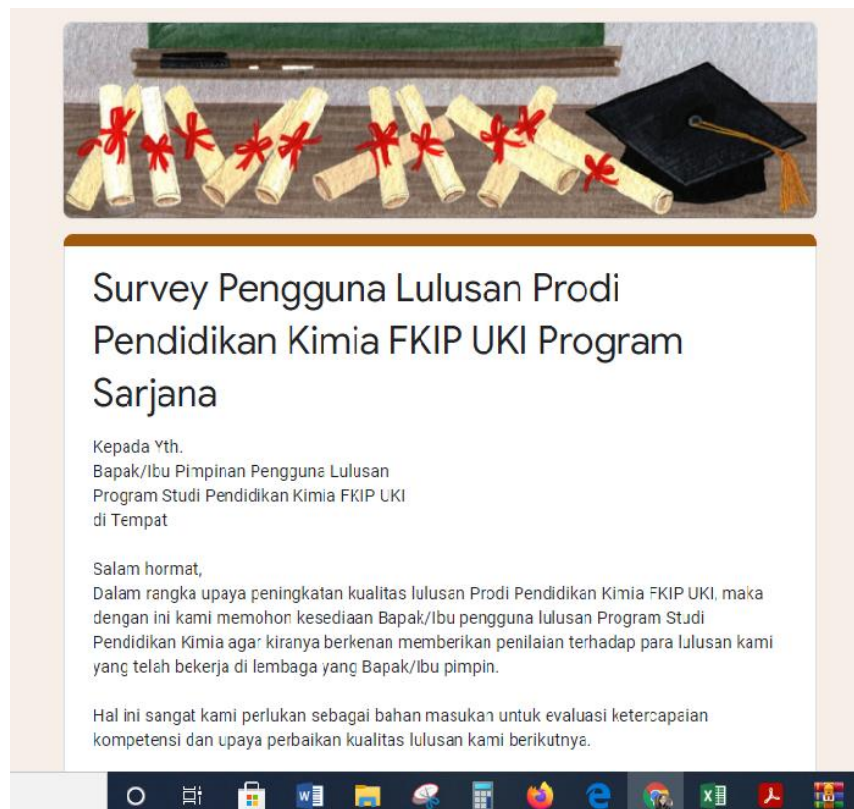 Survey Pengguna Lulusan Prodi
Pendidikan Kimia FKIP UKI Program
Sarjana
Kepada Yth.
Bapak/Ibu Pimpinan Pengguna Lulusan
Program Studi Pendidikan Kimia FKIP UKI
di Tempat
Salam hormat,
Dalam rangka upaya peningkatan kualitas lulusan Prodi Pendidikan Kimia FKIP UKI, maka
dengan ini kami memohon kesediaan Bapak/Ibu pengguna lulusan Program Studi
Pendidikan Kimia agar kiranya berkenan memberikan penilaian terhadap para lulusan kami
yang telah bekerja di lembaga yang Bapak/Ibu pimpin.
Hal ini sangat kami perlukan sebagai bahan masukan untuk evaluasi ketercapaian
kompetensi dan upaya perbaikan kualitas lulusan kami berikutnya.